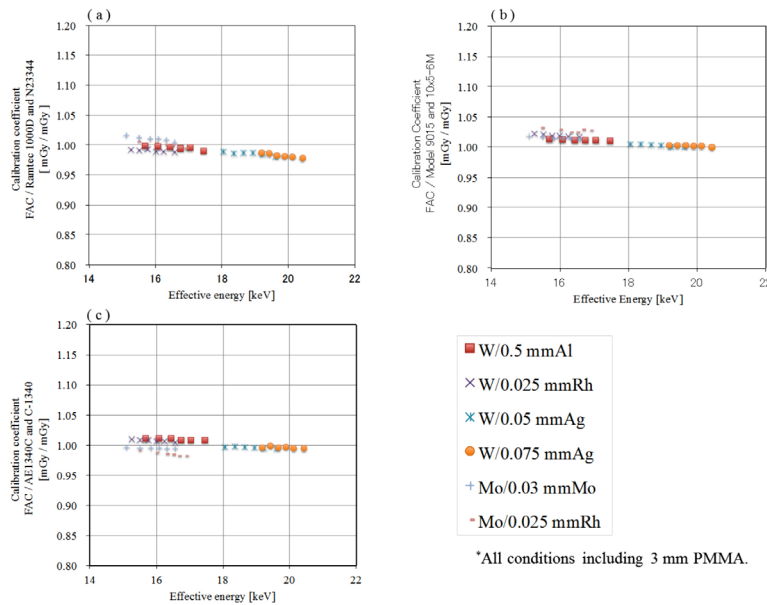 ( a )
1.20
1.15
1.10
1.05
1.00
0.95
0.90
0.85
0.80
14
16
18
20
22
Effective energy [keV]
Calibration coefficient
FAC / Ramtec 1000D and N23344
[ mGy / mGy]
( b )
1.20
1.15
1.10
1.05
1.00
0.95
0.90
0.85
0.80
14
16
18
20
22
Effective Energy [keV]
Calibration Coefficient
FAC / Model 9015 and 10x5-6M
[mGy / mGy]
( c )
1.20
1.15
1.10
1.05
1.00
0.95
0.90
0.85
0.80
14
16
18
20
22
Effective energy [keV]
Calibration coefficient
FAC / AE1340C and C-1340
[mGy / mGy]
W/0.5 mmAl
W/0.025 mmRh
W/0.05 mmAg
W/0.075 mmAg
Mo/0.03 mmMo
Mo/0.025 mmRh
*All conditions including 3 mm PMMA.